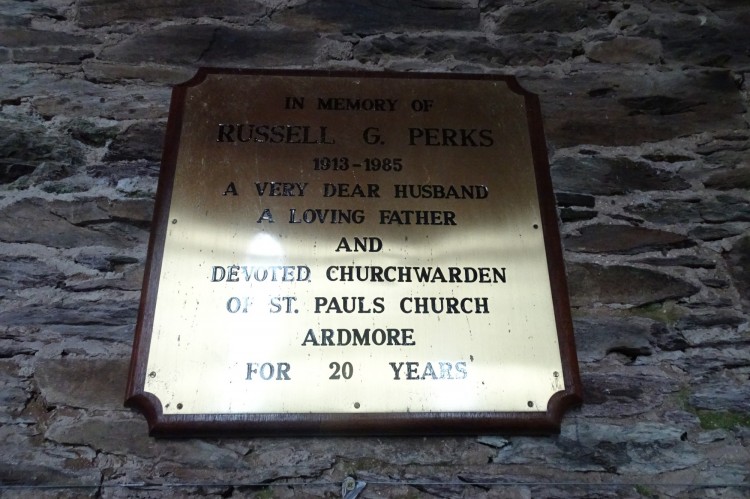 IN MEMORY OF
RUSSELL G. PERKS
1913-1985
A VERY DEAR HUSBAND
A LOVING FATHER
AND
DEVOTED CHURCHWARDEN
OF ST. PAULS CHURCH
ARDMORE
FOR 20 YEARS